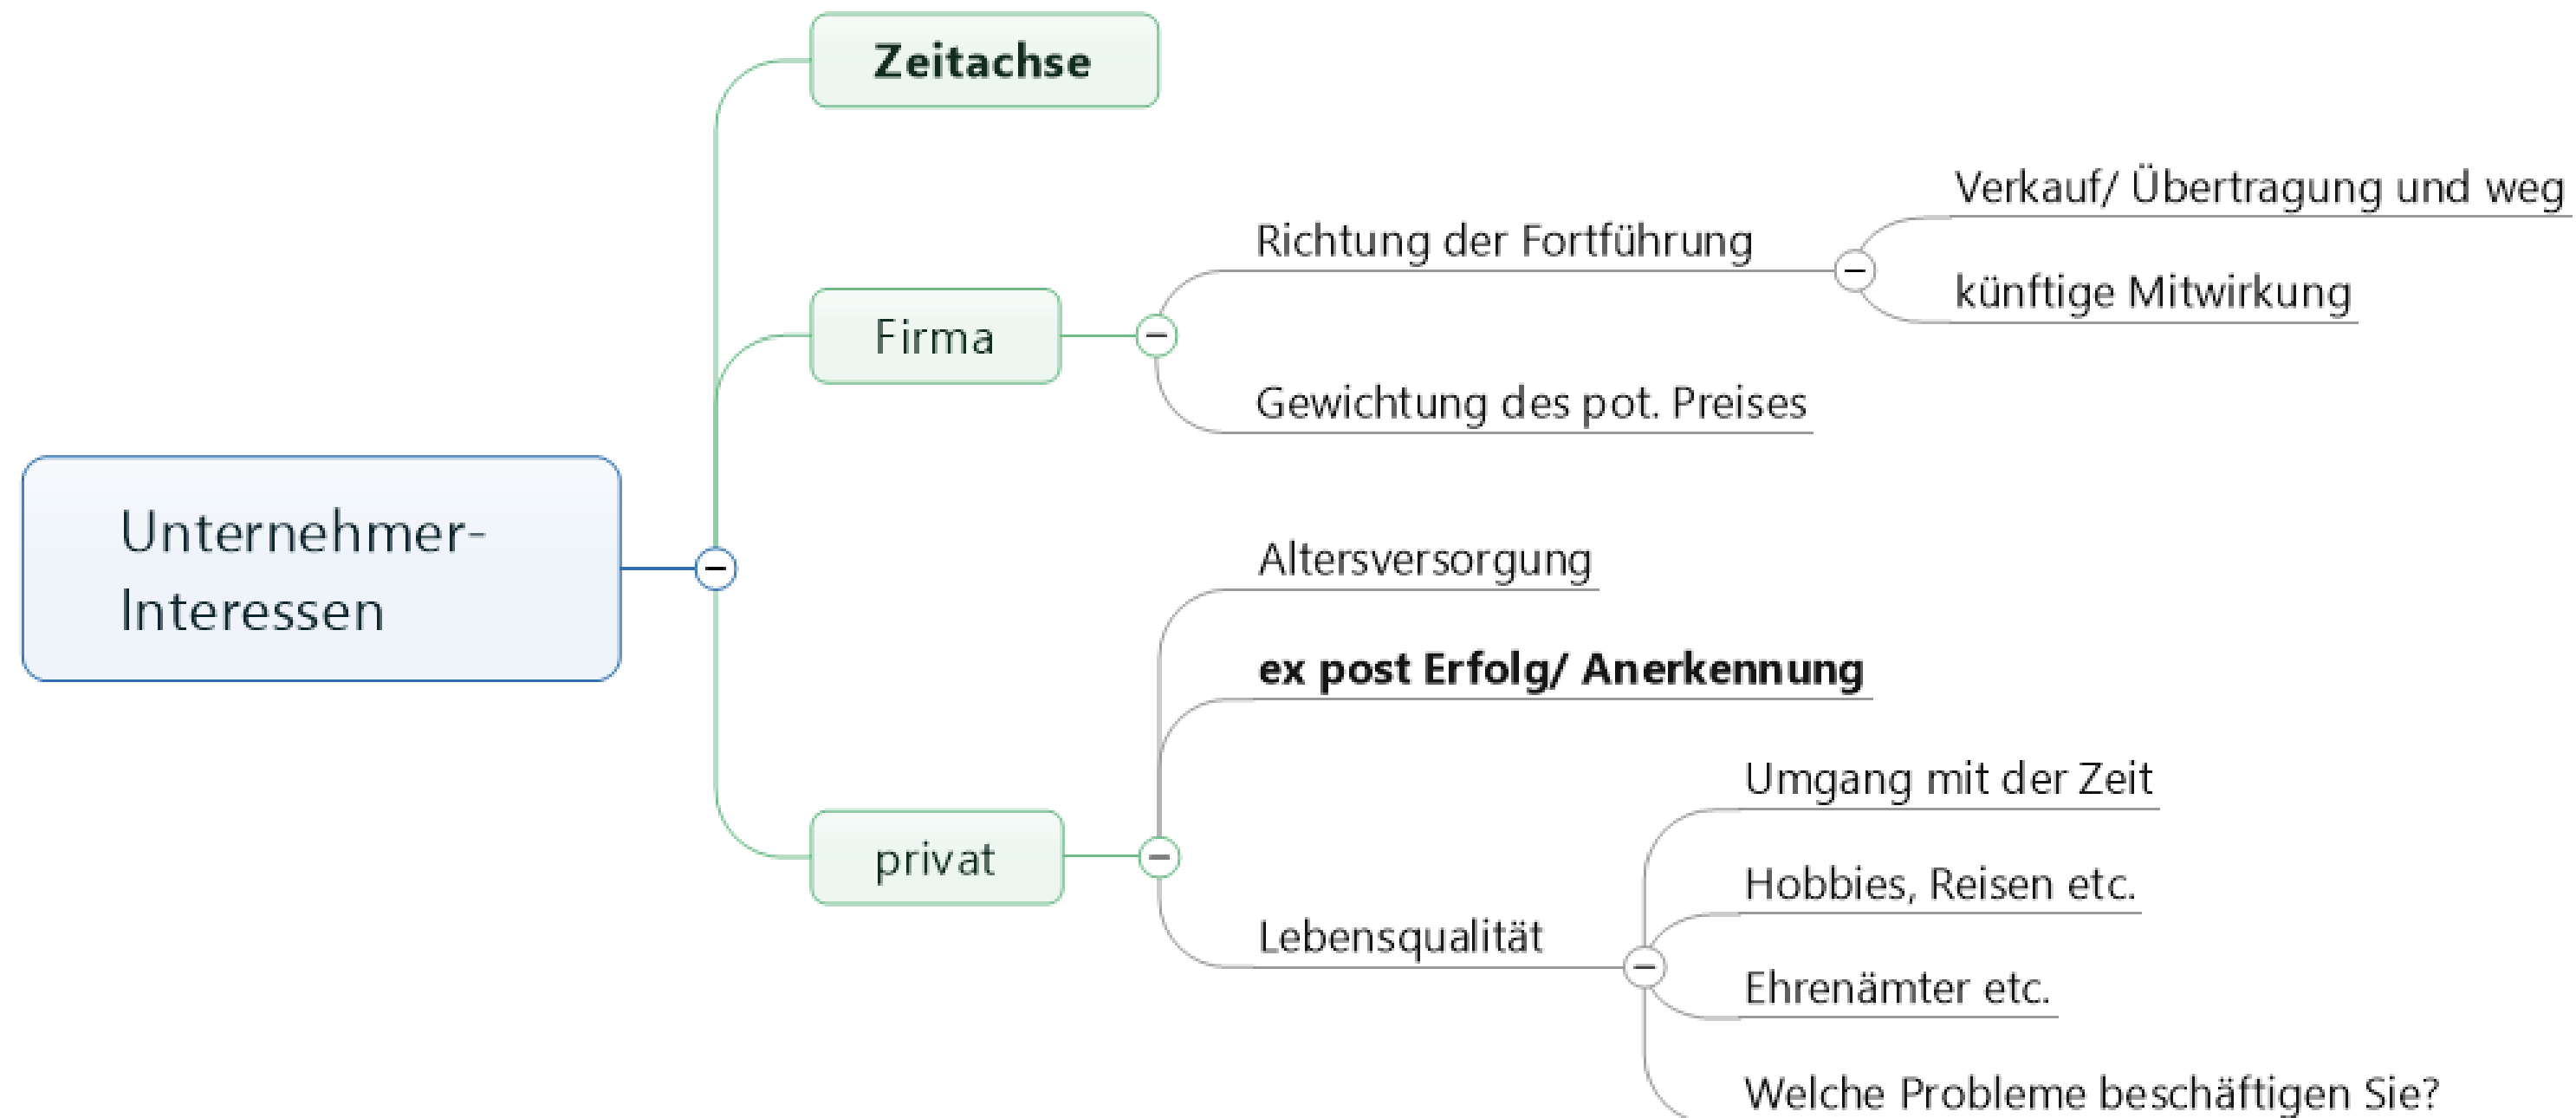 Zeitachse
Verkauf/ Übertragung und weg
Richtung der Fortführung
künftige Mitwirkung
Firma
Gewichtung des pot. Preises
Unternehmer-
Interessen
Altersversorgung
ex post Erfolg/ Anerkennung
Umgang mit der Zeit
privat
Hobbies, Reisen etc.
Lebensqualität
Ehrenämter etc.
Welche Probleme beschäftigen Sie?